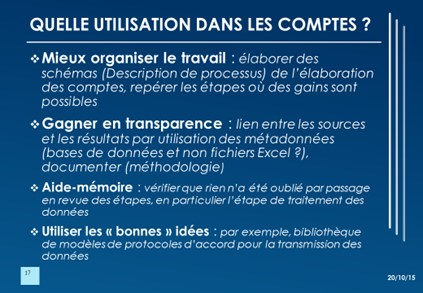 QUELLE UTILISATION DANS LES COMPTES ?
❖ Mieux organiser le travail : élaborer des
schémas (Description de processus) de l'élaboration
des comptes, repérer les étapes où des gains sont
possibles
❖ Gagner en transparence : lien entre les sources
et les résultats par utilisation des métadonnées
(bases de données et non fichiers Excel ?),
documenter (méthodologie)
❖ Aide-mémoire : vérifier que rien n'a été oublié par passage
en revue des étapes, en particulier l'étape de traitement des
données
❖ Utiliser les « bonnes » idées : par exemple, bibliothèque
de modèles de protocoles d'accord pour la transmission des
données
17
20/10/15